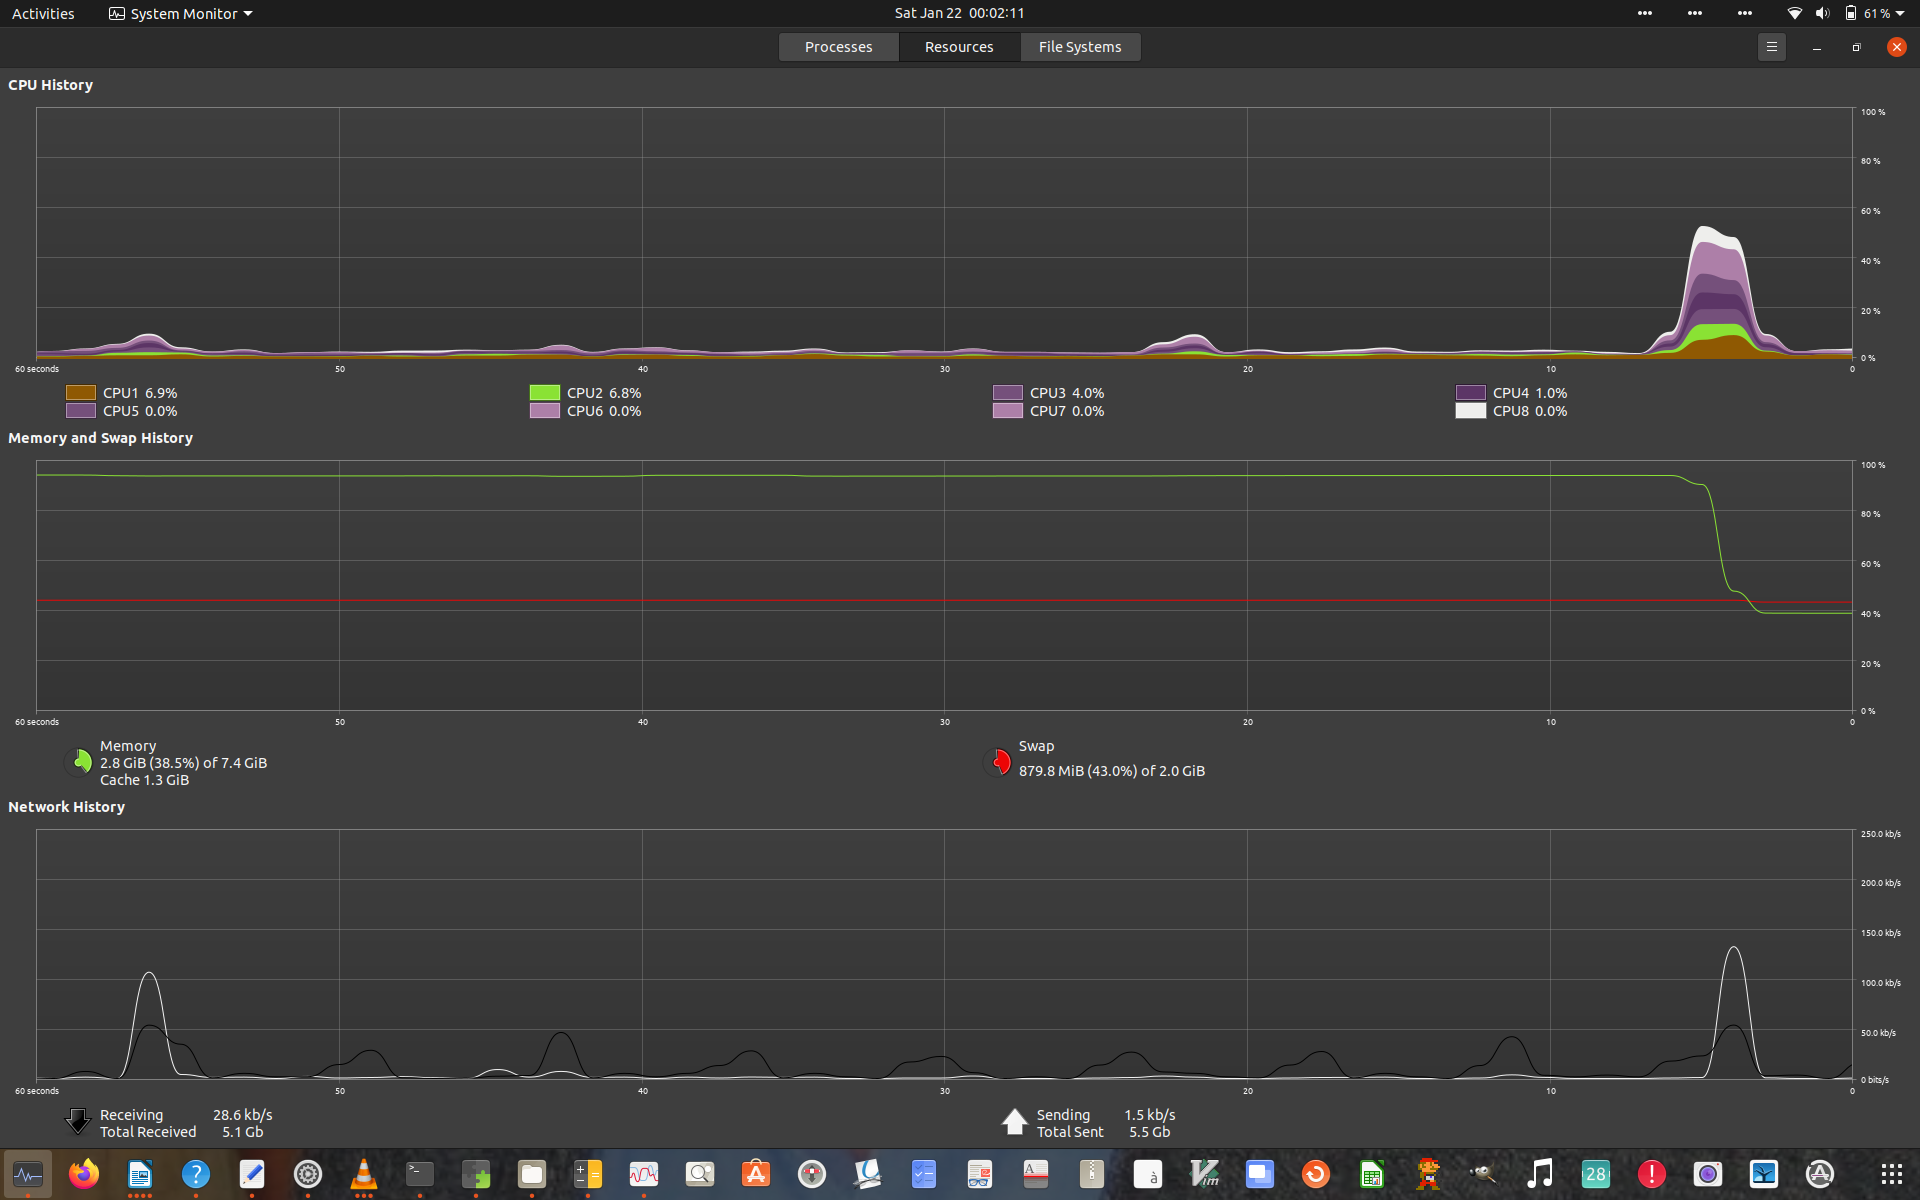 Activities System Monitor Sat Jan 22 00:02:11 61 %
Processes Resources File Systems
CPU History
100 %
80 %
60 %
40 %
20 %
0 %
60 seconds 50 40 30 20 10 0
CPU1 6.9% CPU2 6.8% CPU3 4.0% CPU4 1.0%
CPU5 0.0% CPU6 0.0% CPU7 0.0% CPU8 0.0%
Memory and Swap History
100 %
80 %
60 %
40 %
20 %
0 %
60 seconds 50 40 30 20 10 0
Memory
2.8 GiB (38.5%) of 7.4 GiB
Cache 1.3 GiB
Swap
879.8 MiB (43.0%) of 2.0 GiB
Network History
250.0 kb/s
200.0 kb/s
150.0 kb/s
100.0 kb/s
50.0 kb/s
0 bits/s
60 seconds 50 40 30 20 10 0
Receiving 28.6 kb/s
Total Received 5.1 Gb
Sending 1.5 kb/s
Total Sent 5.5 Gb
? >_ A A à Vim 28 ! A